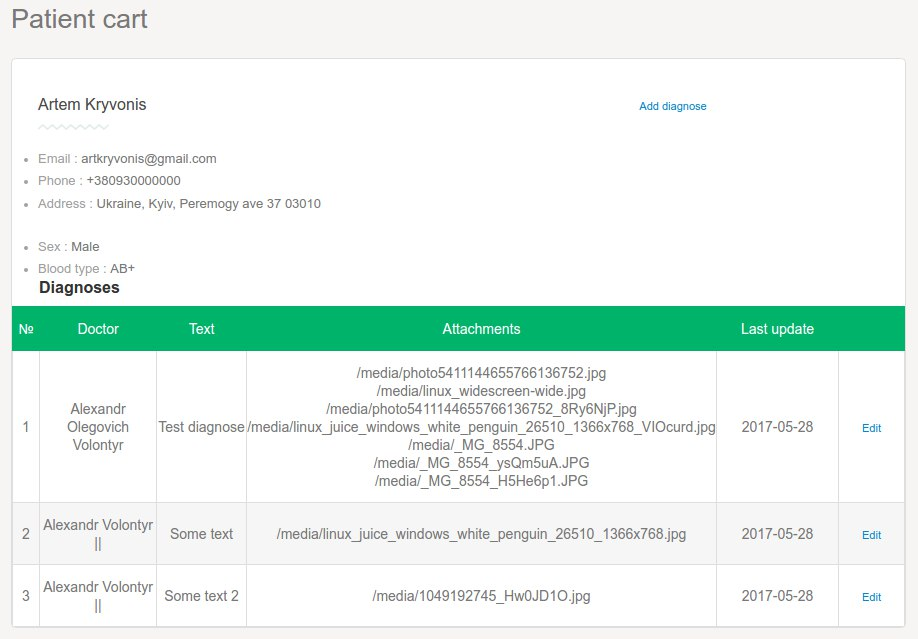 Patient cart
Artem Kryvonis
Add diagnose
Email : artkryvonis@gmail.com
Phone : +380930000000
Address : Ukraine, Kyiv, Peremogy ave 37 03010
Sex : Male
Blood type : AB+
Diagnoses
№ Doctor Text Attachments Last update
/media/photo5411144655766136752.jpg
/media/linux_widescreen-wide.jpg
/media/photo5411144655766136752_8Ry6NjP.jpg
1 Alexandr Olegovich Volontyr Test diagnose /media/linux_juice_windows_white_penguin_26510_1366x768_VIOcurd.jpg 2017-05-28 Edit
/media/_MG_8554.JPG
/media/_MG_8554_ysQm5uA.JPG
/media/_MG_8554_H5He6p1.JPG
2 Alexandr Volontyr || Some text /media/linux_juice_windows_white_penguin_26510_1366x768.jpg 2017-05-28 Edit
3 Alexandr Volontyr || Some text 2 /media/1049192745_Hw0JD1O.jpg 2017-05-28 Edit